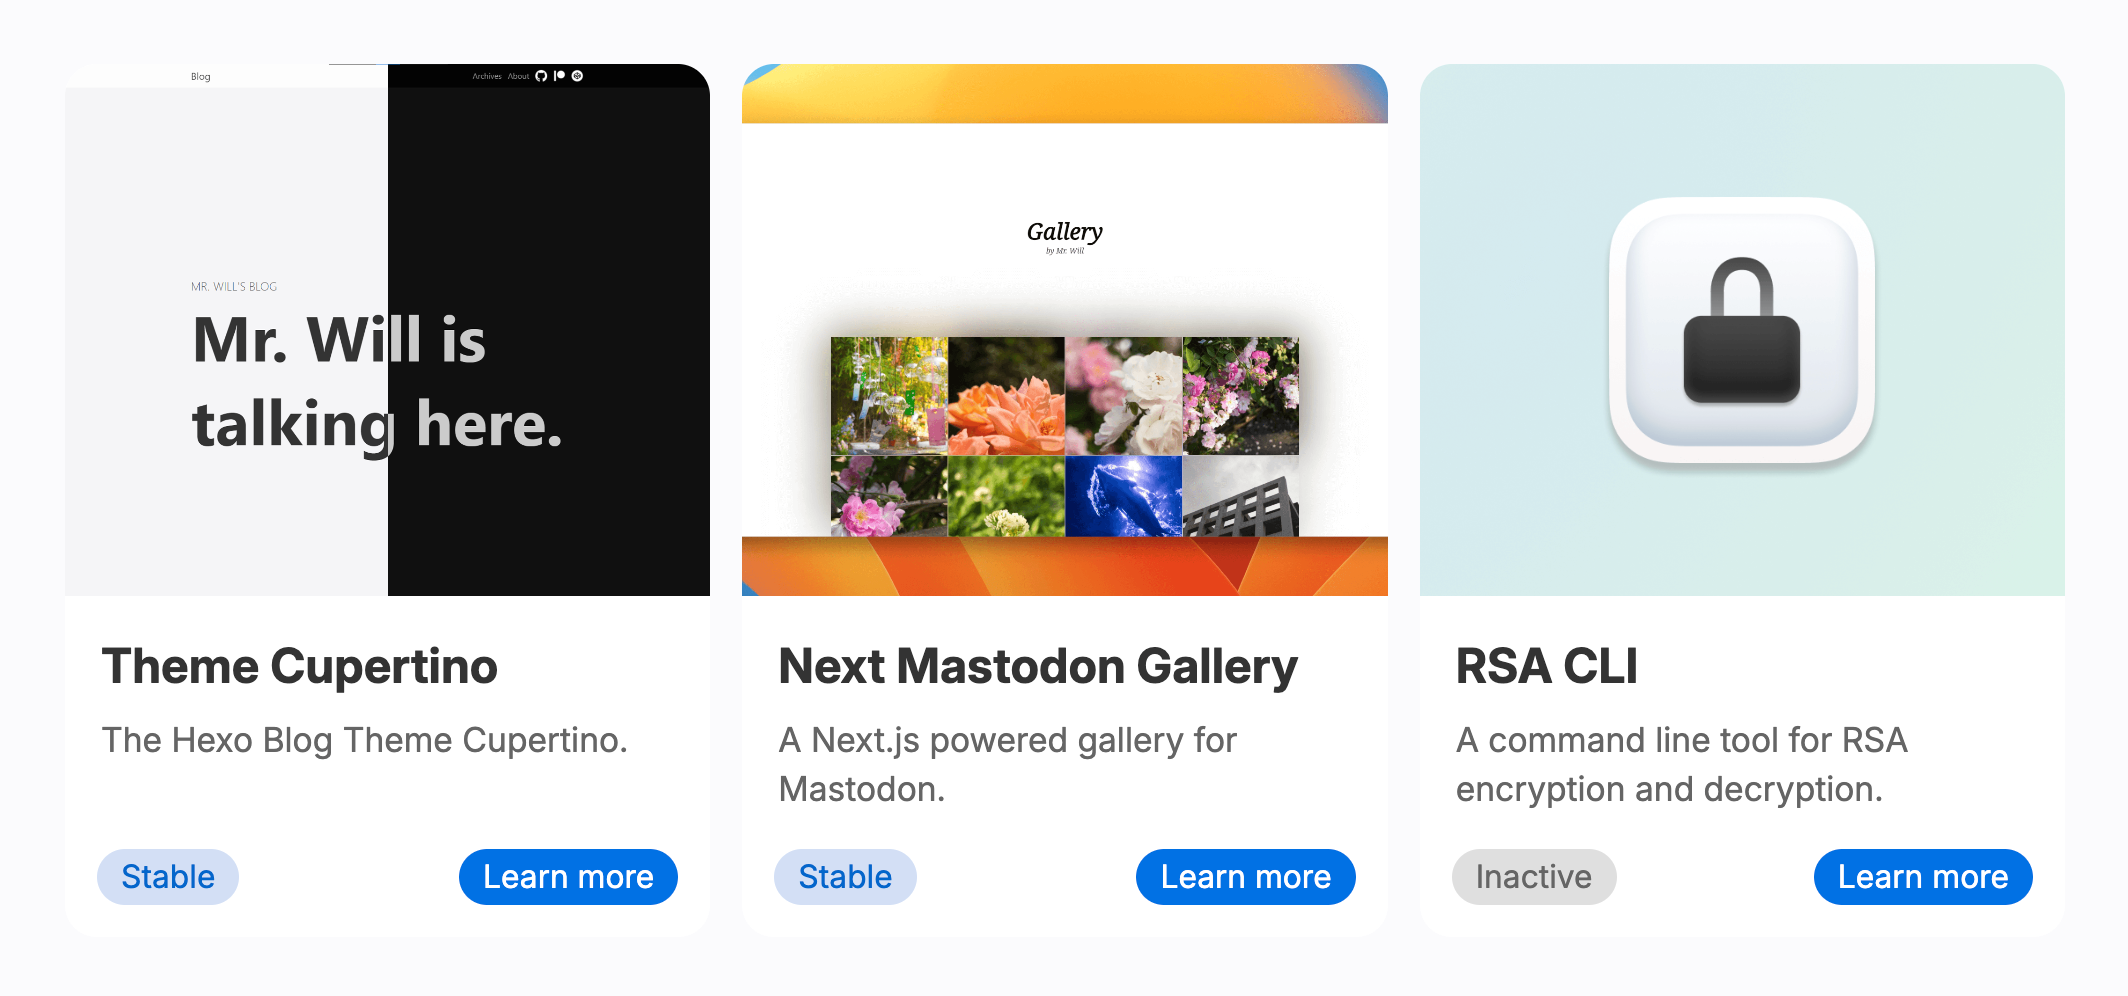 Blog
Archives About
MR. WILL'S BLOG
Mr. Will is
talking here.
Theme Cupertino
The Hexo Blog Theme Cupertino.
Stable
Learn more
Gallery
by Mr. Will
Next Mastodon Gallery
A Next.js powered gallery for
Mastodon.
Stable
Learn more
RSA CLI
A command line tool for RSA
encryption and decryption.
Inactive
Learn more